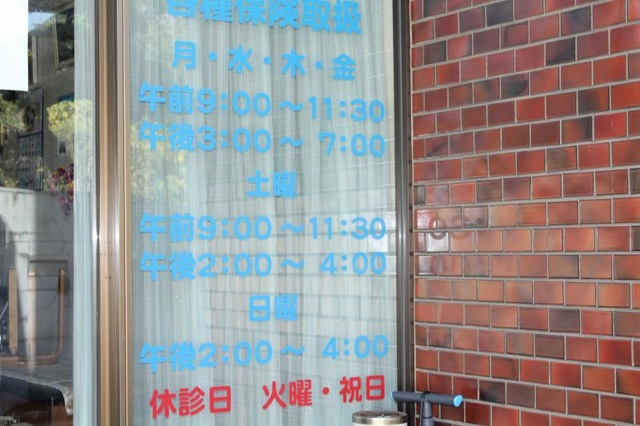 各種保険取扱
月・水・木・金
午前9:00～11:30
午後3:00～ 7:00
土曜
午前9:00～11:30
午後2:00～ 4:00
日曜
午後2:00～ 4:00
休診日 火曜・祝日